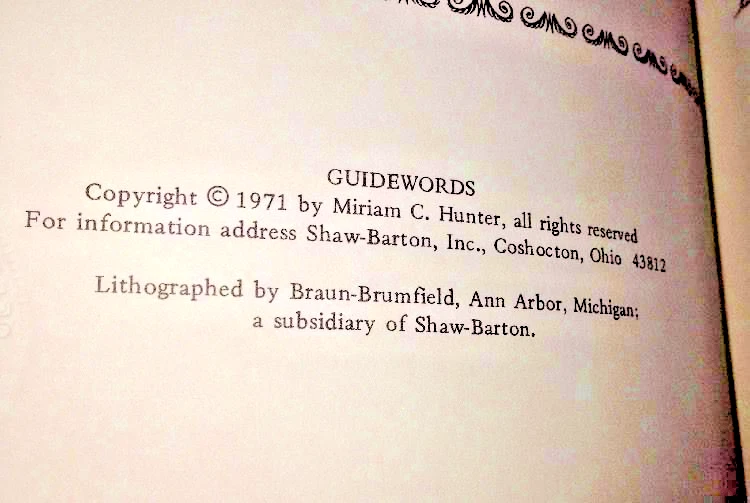 GUIDEWORDS
Copyright © 1971 by Miriam C. Hunter, all rights reserved
For information address Shaw-Barton, Inc., Coshocton, Ohio 43812
Lithographed by Braun-Brumfield, Ann Arbor, Michigan;
a subsidiary of Shaw-Barton.